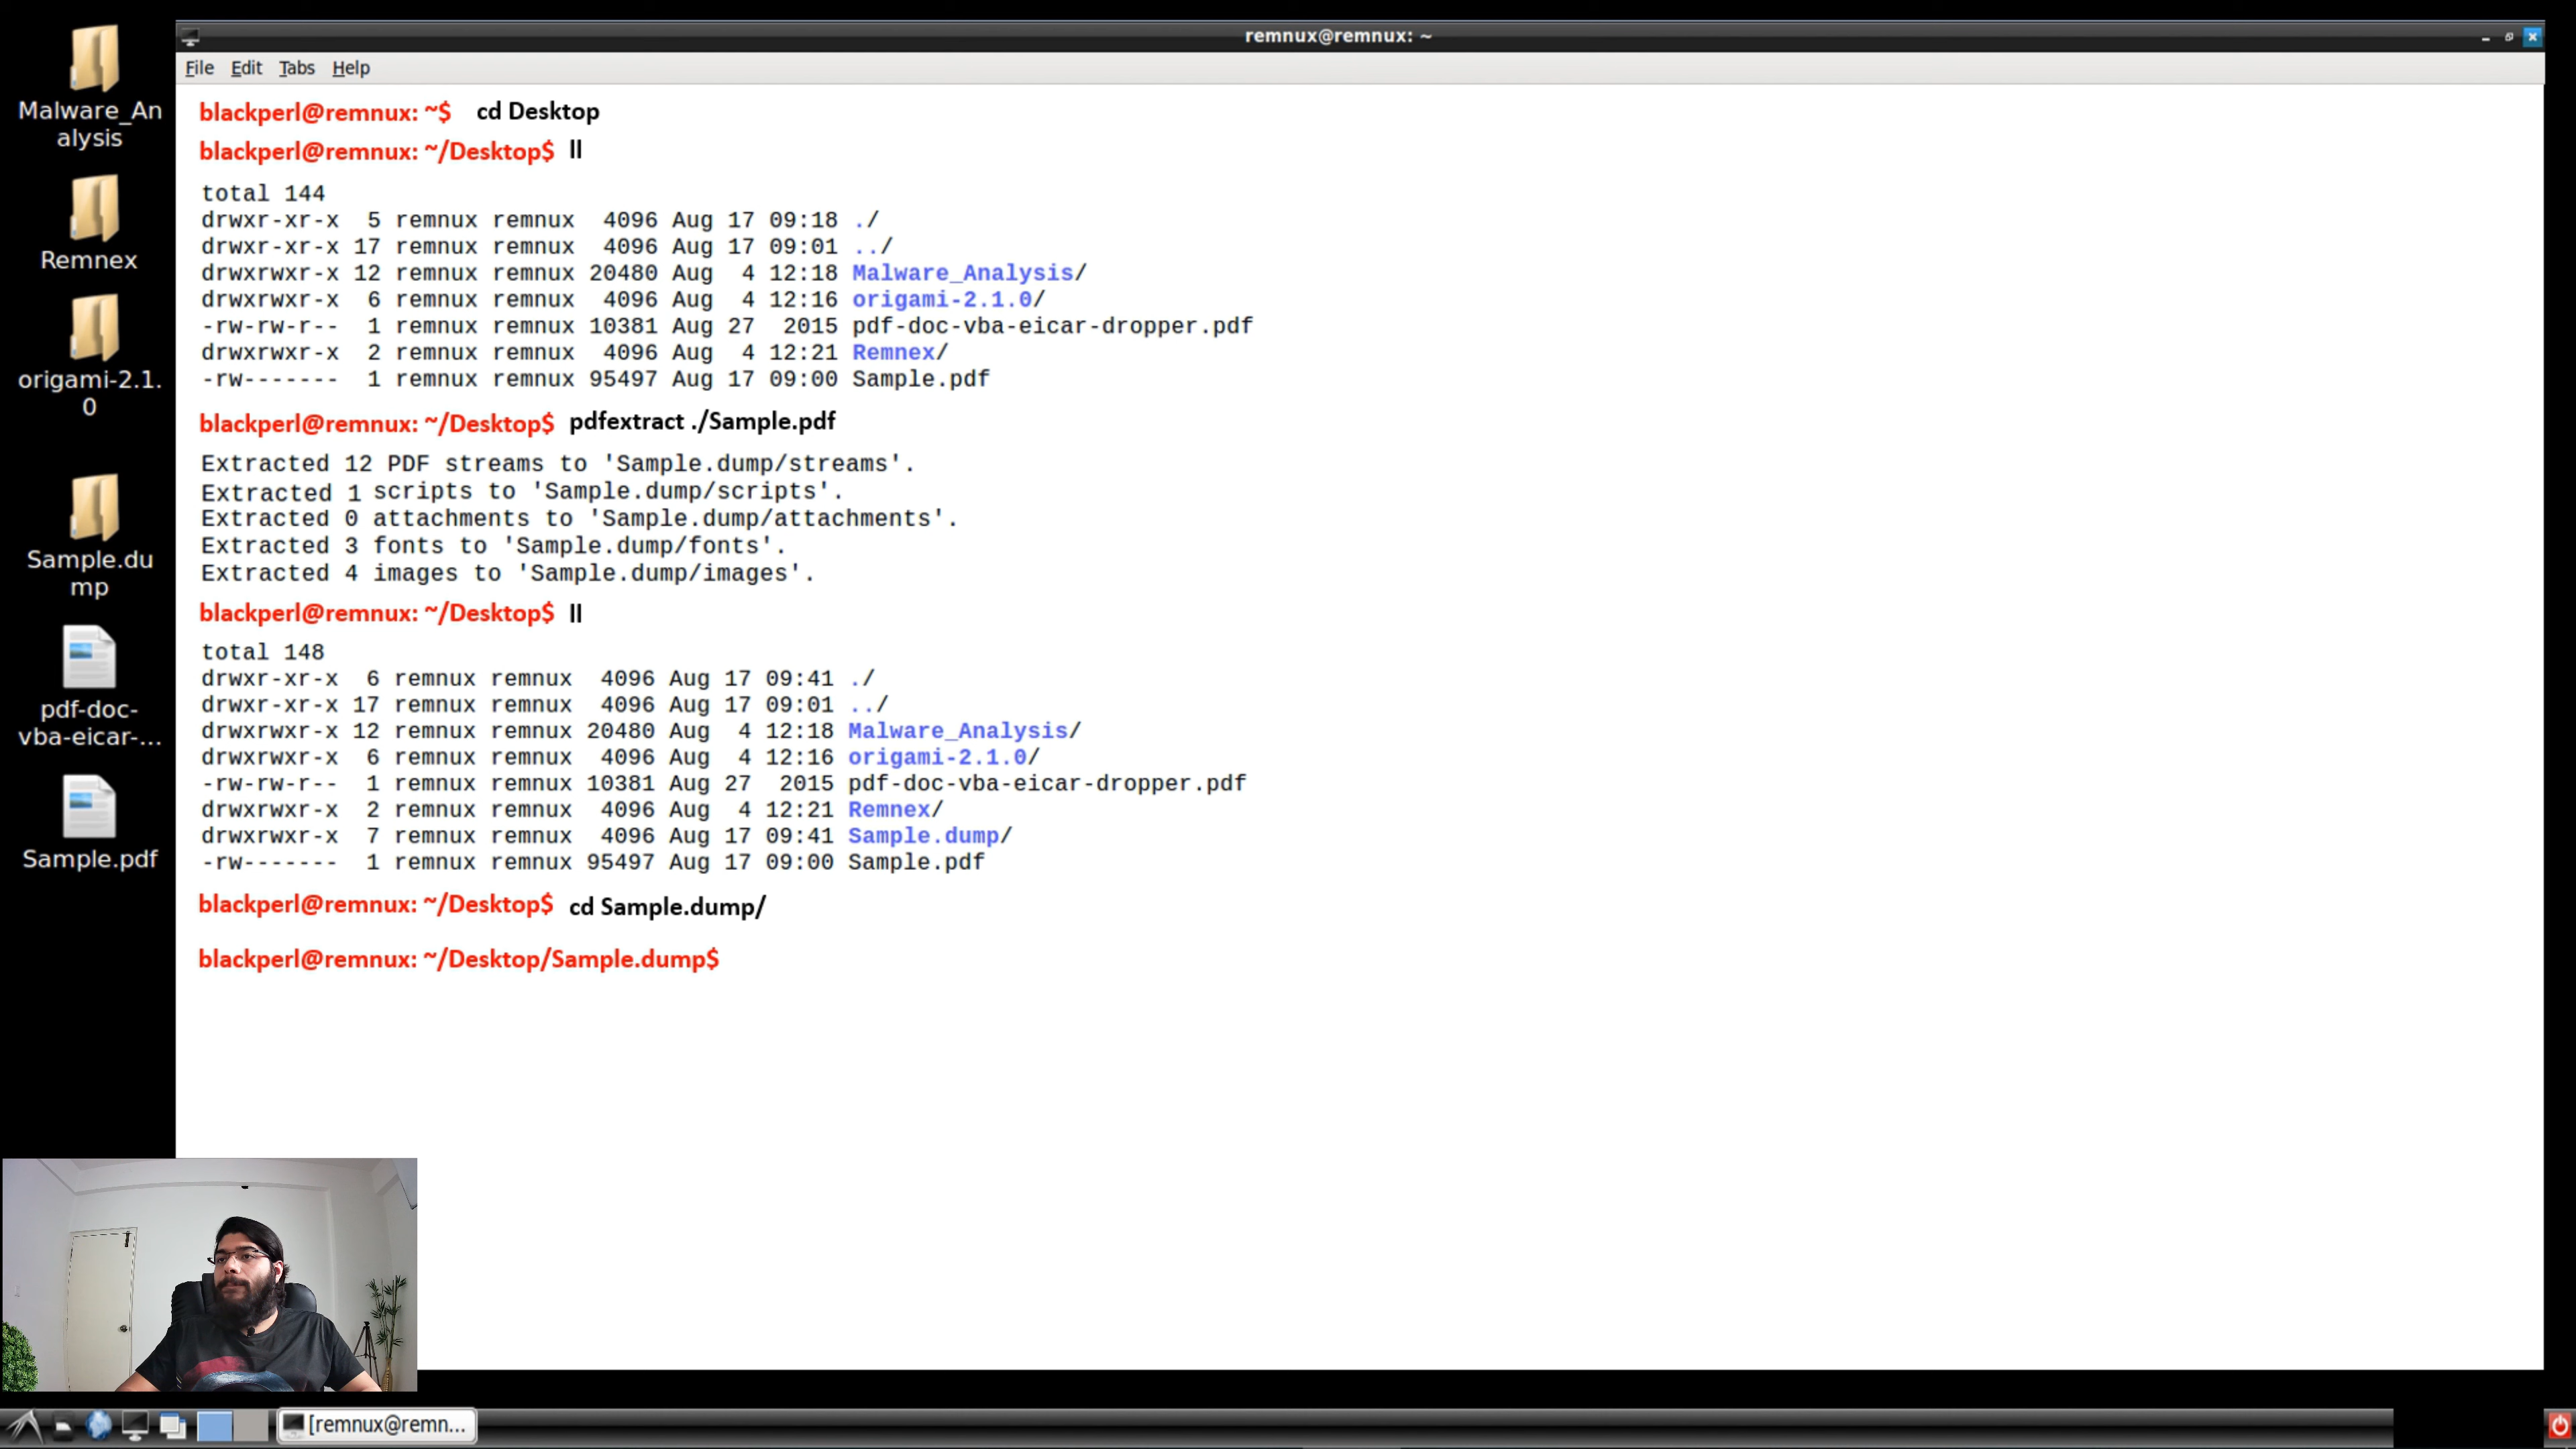 remnux@remnux: ~
File Edit Tabs Help
Malware_An
alysis
Remnex
origami-2.1.
0
Sample.du
mp
pdf-doc-
vba-eicar-...
Sample.pdf
blackperl@remnux: ~$ cd Desktop
blackperl@remnux: ~/Desktop$ ll
total 144
drwxr-xr-x 5 remnux remnux 4096 Aug 17 09:18 ./
drwxr-xr-x 17 remnux remnux 4096 Aug 17 09:01 ../
drwxrwxr-x 12 remnux remnux 20480 Aug 4 12:18 Malware_Analysis/
drwxrwxr-x 6 remnux remnux 4096 Aug 4 12:16 origami-2.1.0/
-rw-rw-r-- 1 remnux remnux 10381 Aug 27 2015 pdf-doc-vba-eicar-dropper.pdf
drwxrwxr-x 2 remnux remnux 4096 Aug 4 12:21 Remnex/
-rw------- 1 remnux remnux 95497 Aug 17 09:00 Sample.pdf
blackperl@remnux: ~/Desktop$ pdfextract ./Sample.pdf
Extracted 12 PDF streams to 'Sample.dump/streams'.
Extracted 1 scripts to 'Sample.dump/scripts'.
Extracted 0 attachments to 'Sample.dump/attachments'.
Extracted 3 fonts to 'Sample.dump/fonts'.
Extracted 4 images to 'Sample.dump/images'.
blackperl@remnux: ~/Desktop$ ll
total 148
drwxr-xr-x 6 remnux remnux 4096 Aug 17 09:41 ./
drwxr-xr-x 17 remnux remnux 4096 Aug 17 09:01 ../
drwxrwxr-x 12 remnux remnux 20480 Aug 4 12:18 Malware_Analysis/
drwxrwxr-x 6 remnux remnux 4096 Aug 4 12:16 origami-2.1.0/
-rw-rw-r-- 1 remnux remnux 10381 Aug 27 2015 pdf-doc-vba-eicar-dropper.pdf
drwxrwxr-x 2 remnux remnux 4096 Aug 4 12:21 Remnex/
drwxrwxr-x 7 remnux remnux 4096 Aug 17 09:41 Sample.dump/
-rw------- 1 remnux remnux 95497 Aug 17 09:00 Sample.pdf
blackperl@remnux: ~/Desktop$ cd Sample.dump/
blackperl@remnux: ~/Desktop/Sample.dump$
[remnux@remn...